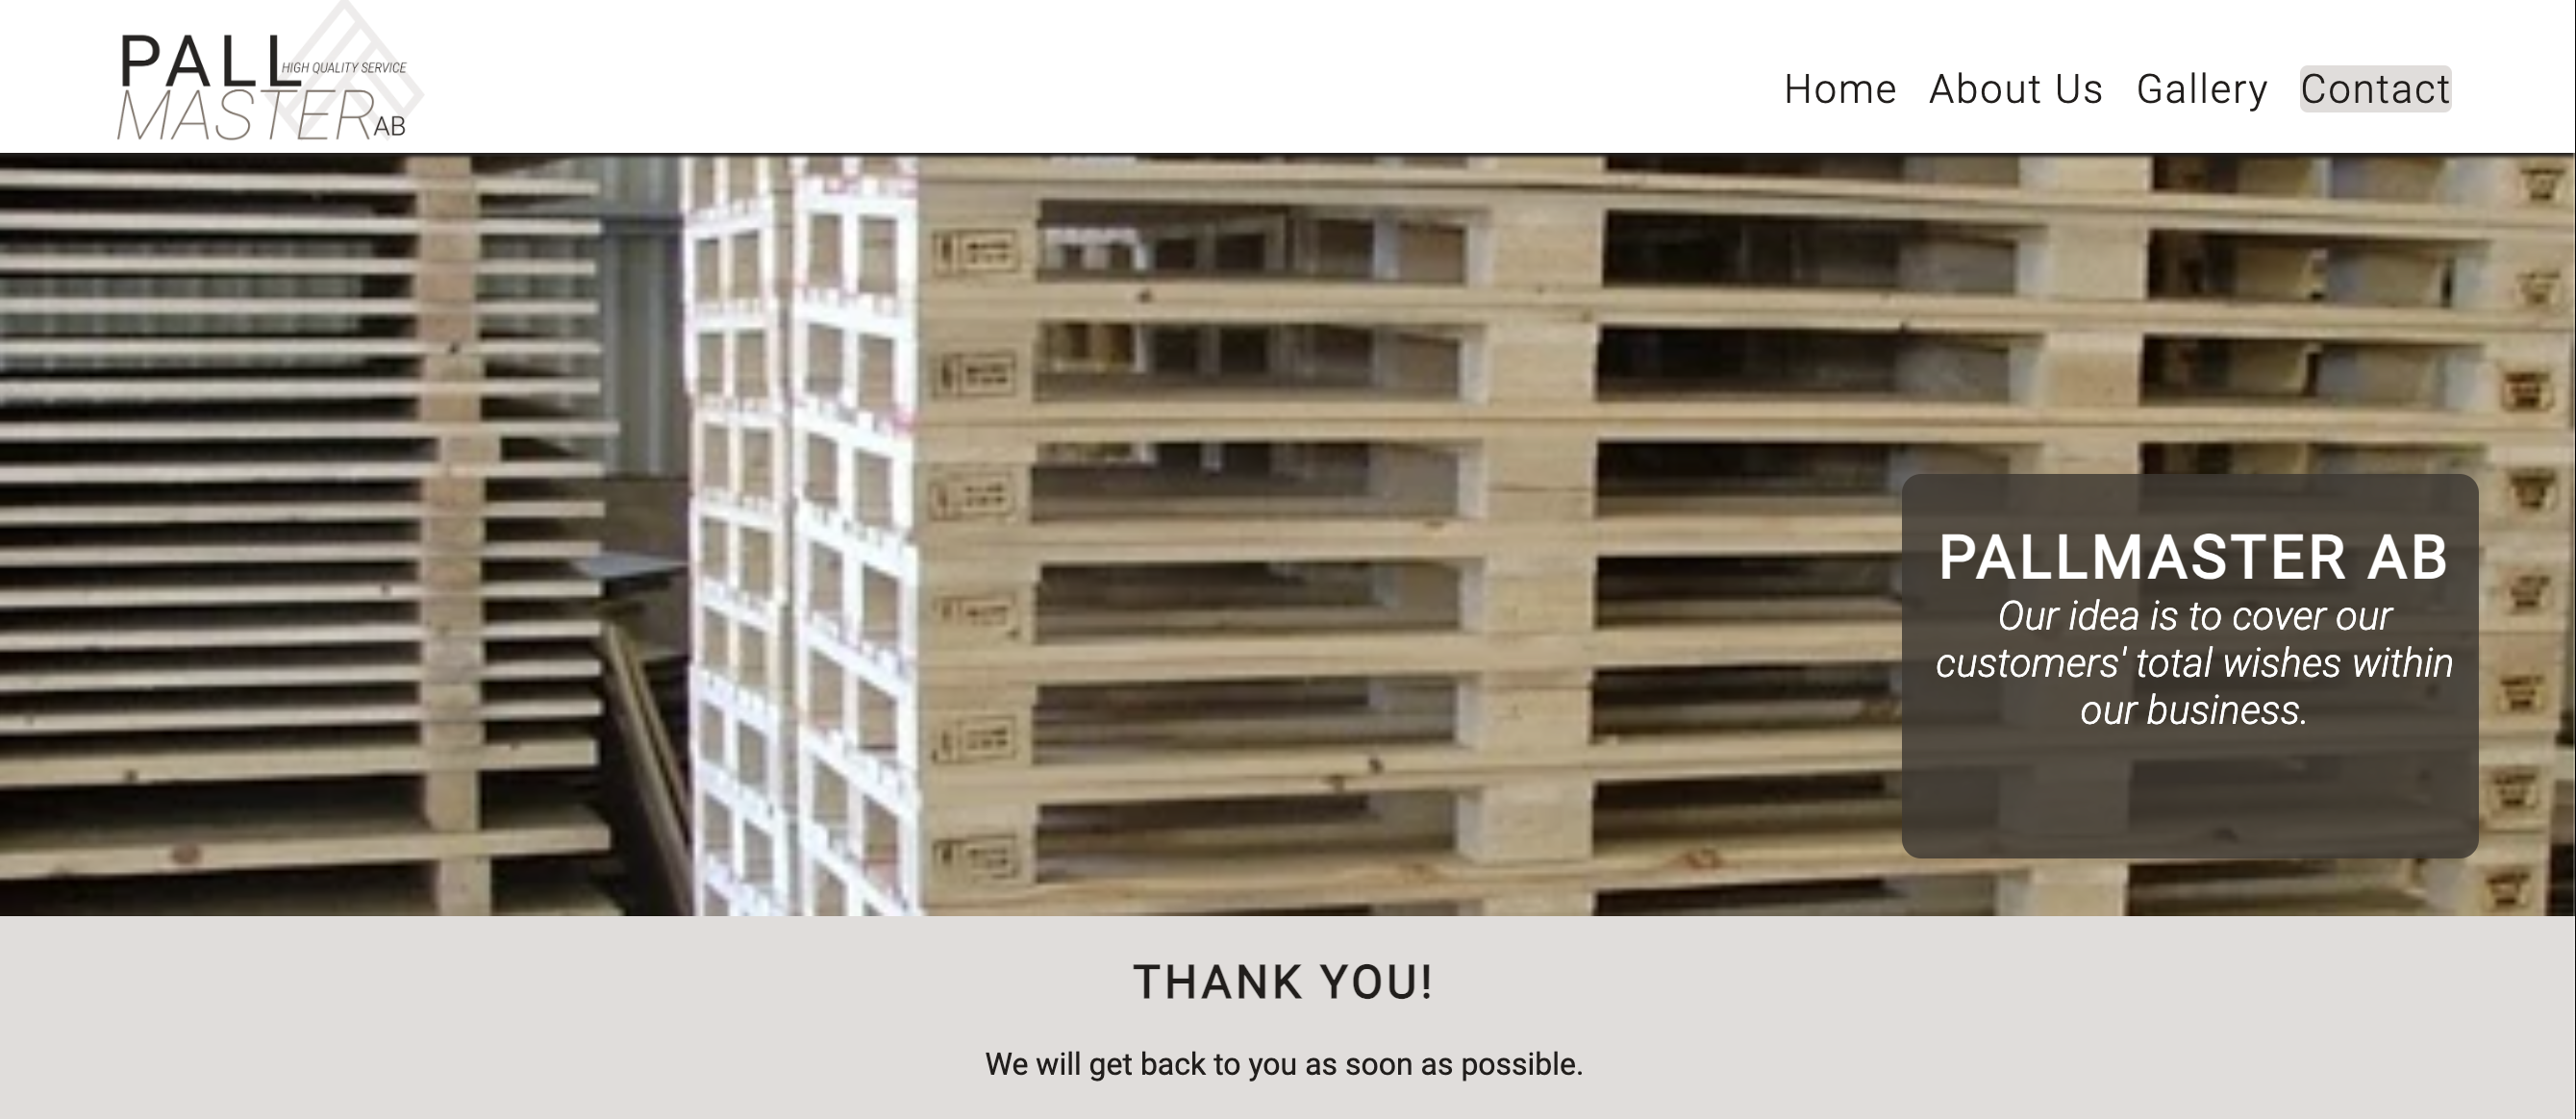 PALL
HIGH QUALITY SERVICE
MASTER AB
Home About Us Gallery Contact
PALLMASTER AB
Our idea is to cover our
customers' total wishes within
our business.
THANK YOU!
We will get back to you as soon as possible.